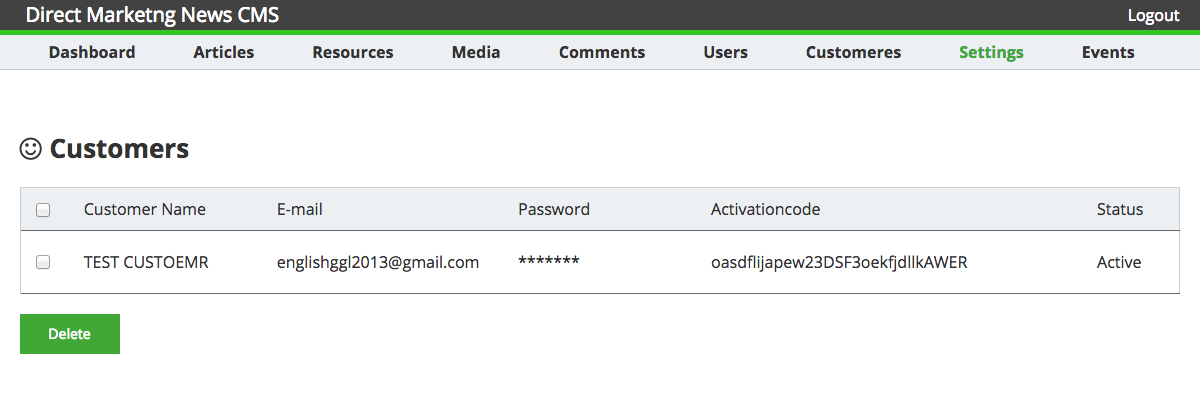 Direct Marketng News CMS Logout
Dashboard Articles Resources Media Comments Users Customeres Settings Events
Customers
Customer Name E-mail Password Activationcode Status
TEST CUSTOEMR englishggl2013@gmail.com ******* oasdflijapew23DSF3oekfjdllkAWER Active
Delete